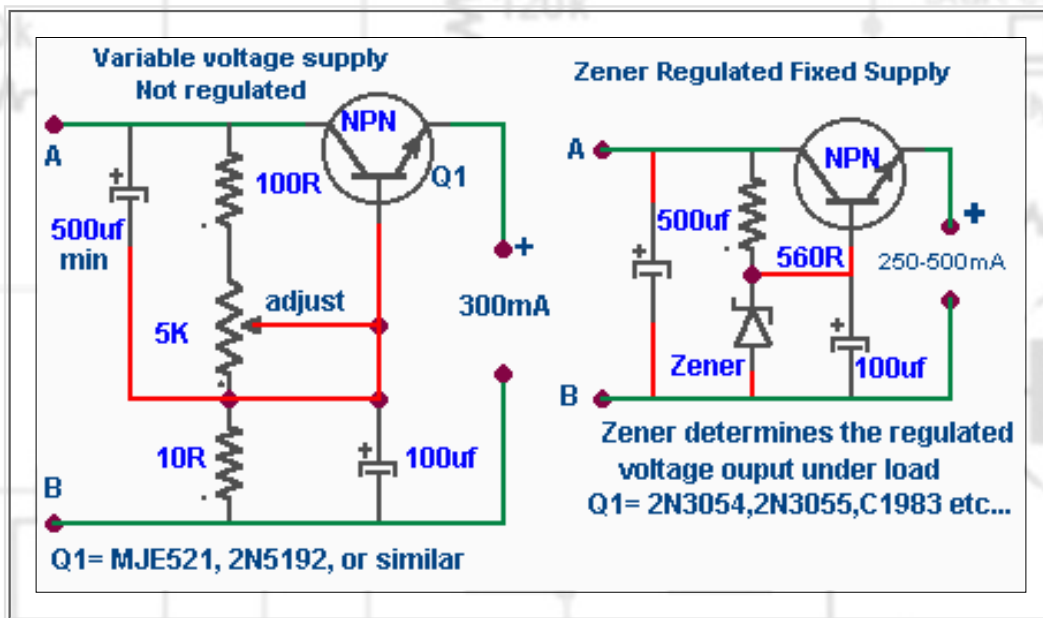 120k
Variable voltage supply
Not regulated
NPN
A
Q1
100R
+
500uf
min
+
adjust
300mA
5K
10R
+
100uf
B
Q1= MJE521, 2N5192, or similar
Zener Regulated Fixed Supply
A
NPN
+
500uf
560R
250-500mA
+
+
Zener
100uf
B
Zener determines the regulated
voltage ouput under load
Q1= 2N3054,2N3055,C1983 etc...